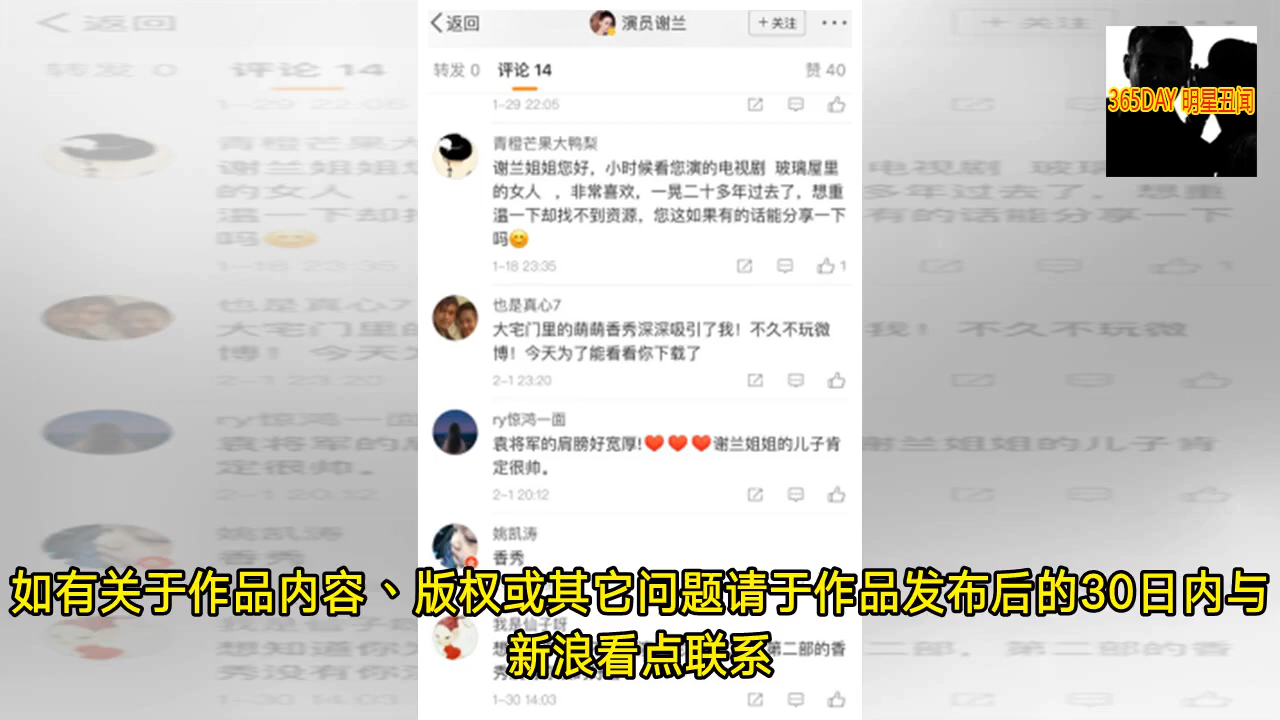 返回
演员谢兰
+关注
转发 0
评论 14
赞 40
1-29 22:05
365DAY 明星丑闻
青橙芒果大鸭梨
谢兰姐姐您好，小时候看您演的电视剧 玻璃屋里
的女人 ，非常喜欢，一晃二十多年过去了，想重
温一下却找不到资源，您这如果有的话能分享一下
吗😊
1-18 23:35
1
也是真心7
大宅门里的萌萌香秀深深吸引了我！不久不玩微
博！今天为了能看看你下载了
2-1 23:20
ry惊鸿一面
袁将军的肩膀好宽厚!❤️❤️❤️谢兰姐姐的儿子肯
定很帅。
2-1 20:12
姚凯涛
香秀
如有关于作品内容、版权或其它问题请于作品发布后的30日内与
新浪看点联系
我是仙子呀
第二部的香
1-30 14:03